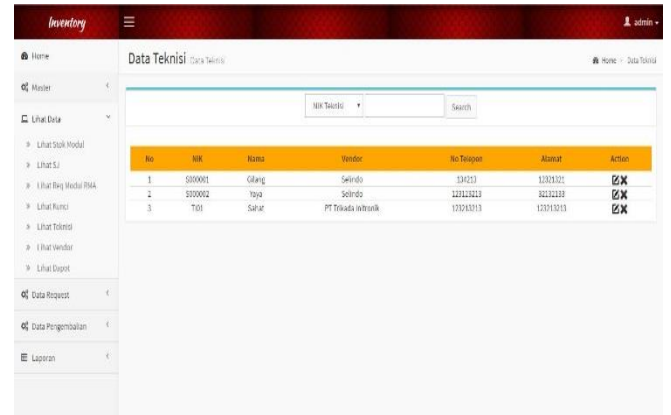 Inventory
admin
Home
Master
Lihat Data
Lihat Stok Modul
Lihat SJ
Lihat Req Modul RMA
Lihat Kunci
Lihat Teknisi
Lihat Vendor
Lihat Depot
Data Request
Data Pengembalian
Laporan
Data Teknisi Data Teknisi
Home > Data Teknisi
NIK Teknisi Search
No NIK Nama Vendor No Telepon Alamat Action
1 S000001 Gilang Selindo 12321321
2 S000002 Yaya Selindo 123123213 32132133
3 TI01 Sahat PT Trikada Initronik 123213213 123213213